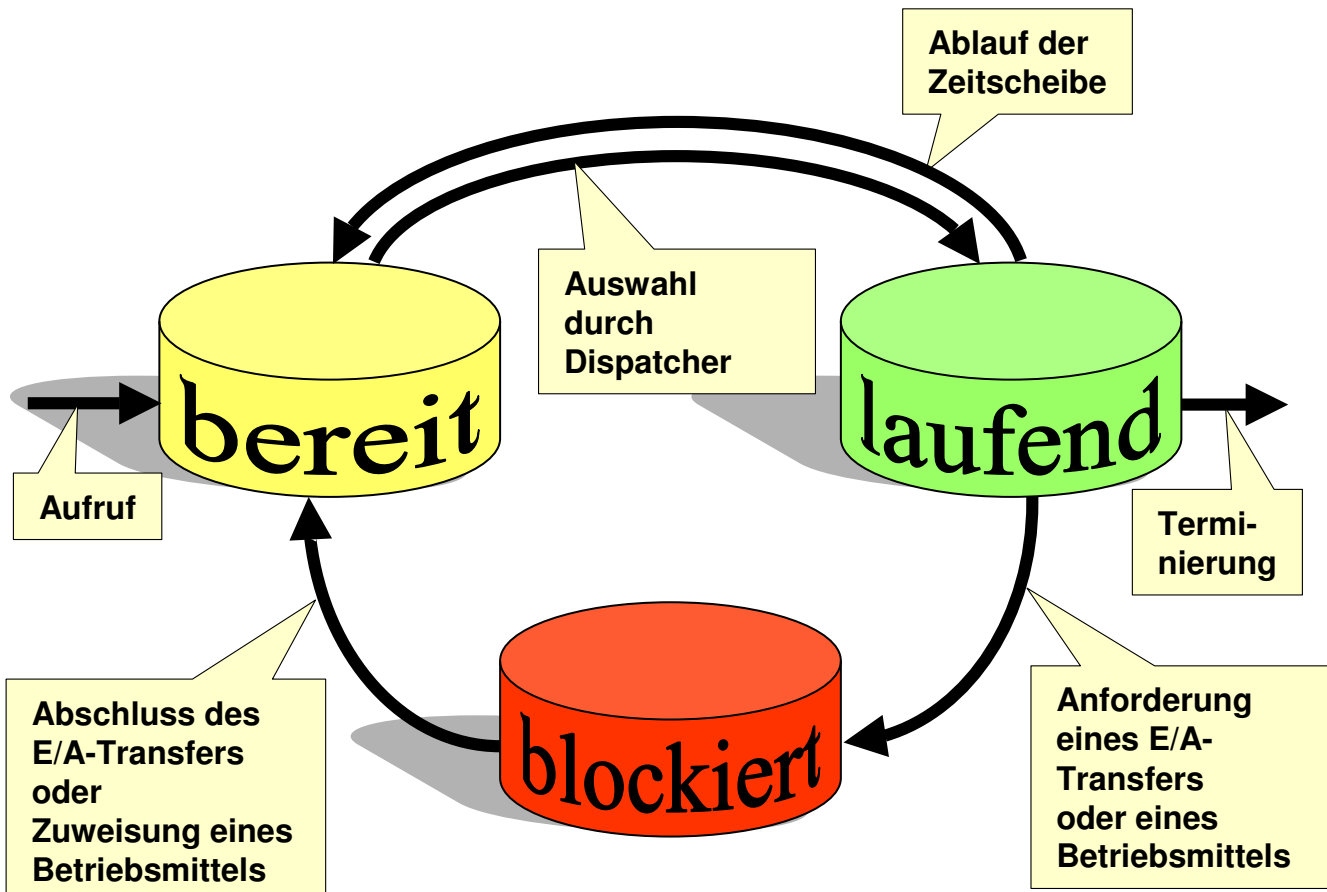 Ablauf der
Zeitscheibe
Auswahl
durch
Dispatcher
bereit
laufend
Aufruf
Termi-
nierung
blockiert
Abschluss des
E/A-Transfers
oder
Zuweisung eines
Betriebsmittels
Anforderung
eines E/A-
Transfers
oder eines
Betriebsmittels